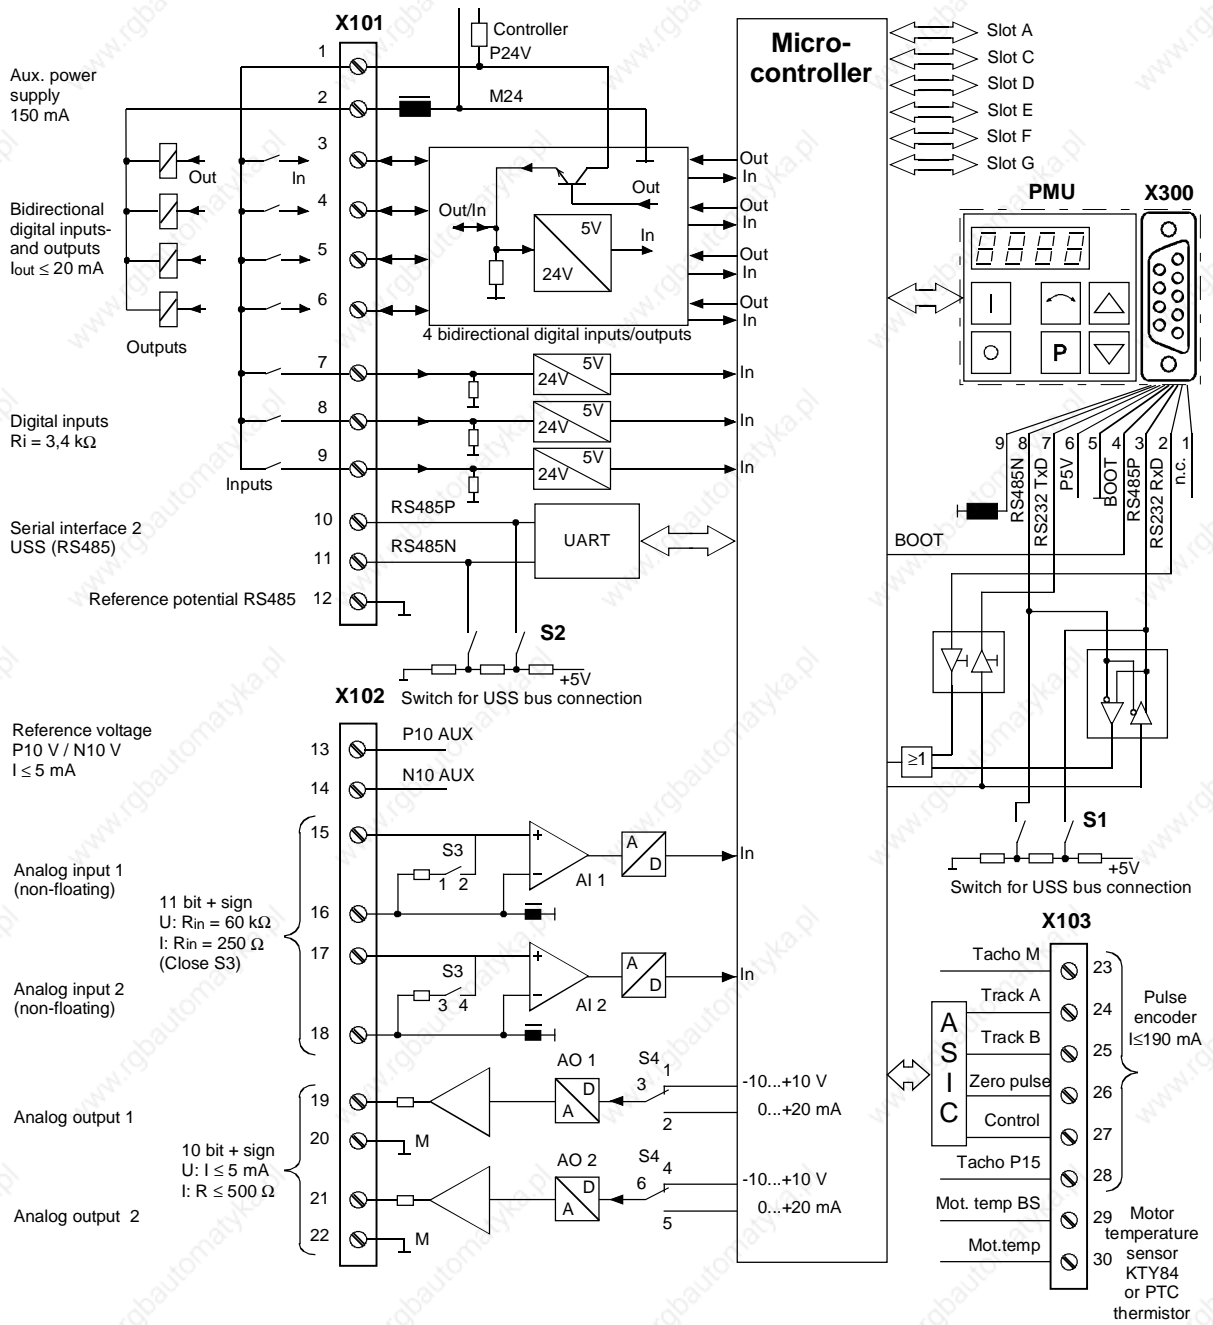 X101
Controller
P24V
Micro-
controller
Slot A
Slot C
Slot D
Slot E
Slot F
Slot G
Aux. power
supply
150 mA
1
2
M24
3
4
5
6
Out
In
Out/In
Out
In
5V
24V
Out
In
Out
In
Out
In
Out
In
Bidirectional
digital inputs-
and outputs
Iout ≤ 20 mA
Outputs
4 bidirectional digital inputs/outputs
PMU
X300
P
7
5V
24V
In
8
5V
24V
In
9
5V
24V
In
Digital inputs
Ri = 3,4 kΩ
Inputs
9 8 7 6 5 4 3 2 1
RS485N
RS232 TxD
P5V
BOOT
RS485P
RS232 RxD
n.c.
Serial interface 2
USS (RS485)
10
RS485P
11
RS485N
UART
BOOT
Reference potential RS485
12
S2
+5V
Switch for USS bus connection
≥1
S1
+5V
Switch for USS bus connection
X102
Reference voltage
P10 V / N10 V
I ≤ 5 mA
13
P10 AUX
14
N10 AUX
15
S3
1 2
+
−
AI 1
A
D
In
16
Analog input 1
(non-floating)
11 bit + sign
U: Rin = 60 kΩ
I: Rin = 250 Ω
(Close S3)
17
S3
3 4
+
−
AI 2
A
D
In
18
Analog input 2
(non-floating)
19
AO 1
D
A
S4
1
3
2
-10...+10 V
0...+20 mA
20
M
Analog output 1
10 bit + sign
U: I ≤ 5 mA
I: R ≤ 500 Ω
21
AO 2
D
A
S4
4
6
5
-10...+10 V
0...+20 mA
22
M
Analog output 2
X103
Tacho M
23
Track A
24
Track B
25
Zero pulse
26
Control
27
Tacho P15
28
Mot. temp BS
29
Mot.temp
30
ASIC
Pulse
encoder
I≤190 mA
Motor
temperature
sensor
KTY84
or PTC
thermistor
www.rgbautomatyka.pl